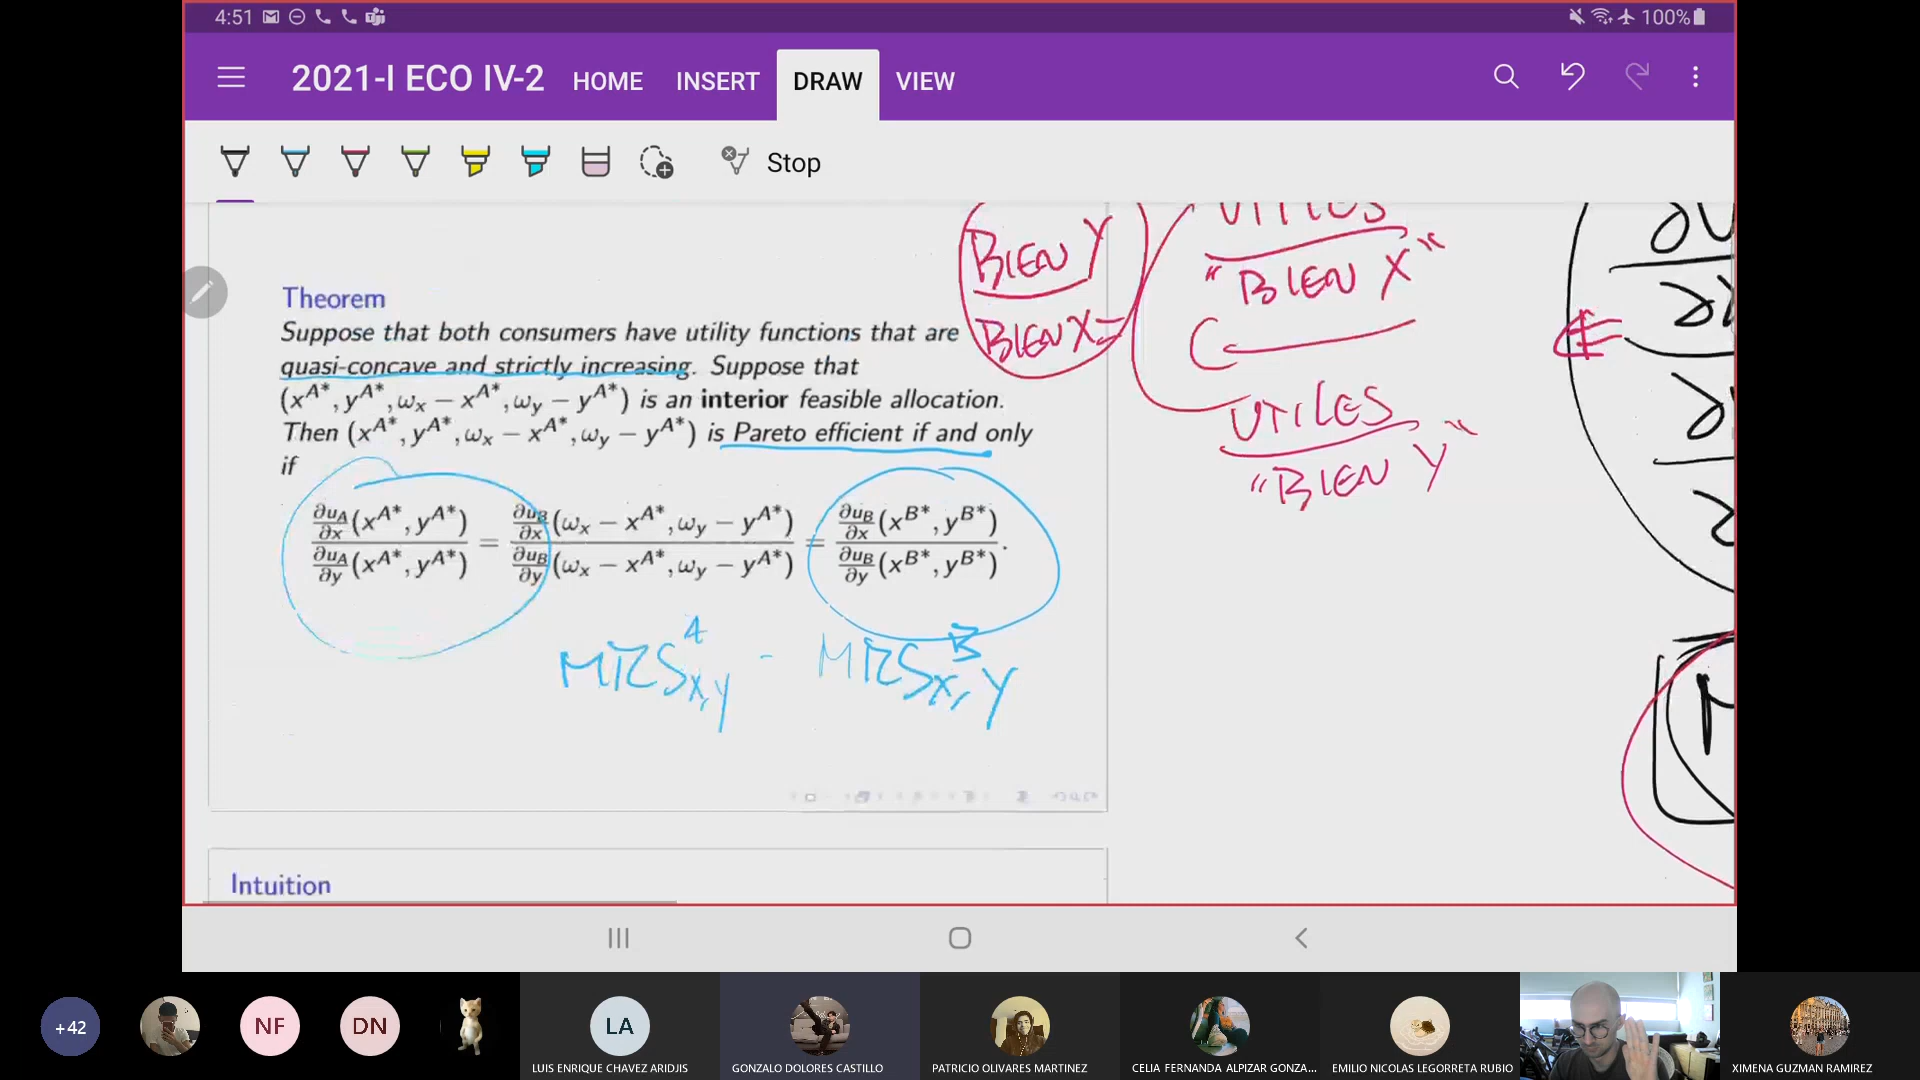 4:51 100%
2021-I ECO IV-2 HOME INSERT DRAW VIEW
Stop
Theorem
Suppose that both consumers have utility functions that are
quasi-concave and strictly increasing. Suppose that
(x^{A*}, y^{A*}, ω_x − x^{A*}, ω_y − y^{A*}) is an interior feasible allocation.
Then (x^{A*}, y^{A*}, ω_x − x^{A*}, ω_y − y^{A*}) is Pareto efficient if and only
if
∂u_A/∂x (x^{A*}, y^{A*}) / ∂u_A/∂y (x^{A*}, y^{A*}) = ∂u_B/∂x (ω_x − x^{A*}, ω_y − y^{A*}) / ∂u_B/∂y (ω_x − x^{A*}, ω_y − y^{A*}) = ∂u_B/∂x (x^{B*}, y^{B*}) / ∂u_B/∂y (x^{B*}, y^{B*}).
MRS^A_{x,y} - MRS^B_{x,y}
BIEN Y
BIEN X =
UTILES
"BIEN X"
UTILES
"BIEN Y"
Intuition
+42
NF
DN
LA
LUIS ENRIQUE CHAVEZ ARIDJIS
GONZALO DOLORES CASTILLO
PATRICIO OLIVARES MARTINEZ
CELIA FERNANDA ALPIZAR GONZA...
EMILIO NICOLAS LEGORRETA RUBIO
XIMENA GUZMAN RAMIREZ